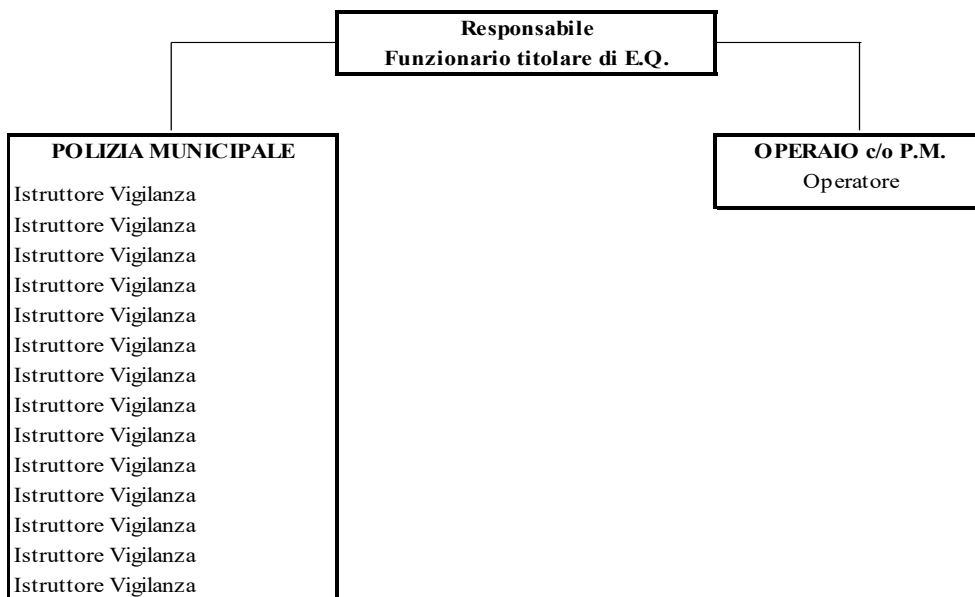 Responsabile
Funzionario titolare di E.Q.
POLIZIA MUNICIPALE
Istruttore Vigilanza
Istruttore Vigilanza
Istruttore Vigilanza
Istruttore Vigilanza
Istruttore Vigilanza
Istruttore Vigilanza
Istruttore Vigilanza
Istruttore Vigilanza
Istruttore Vigilanza
Istruttore Vigilanza
Istruttore Vigilanza
Istruttore Vigilanza
Istruttore Vigilanza
Istruttore Vigilanza
OPERAIO c/o P.M.
Operatore